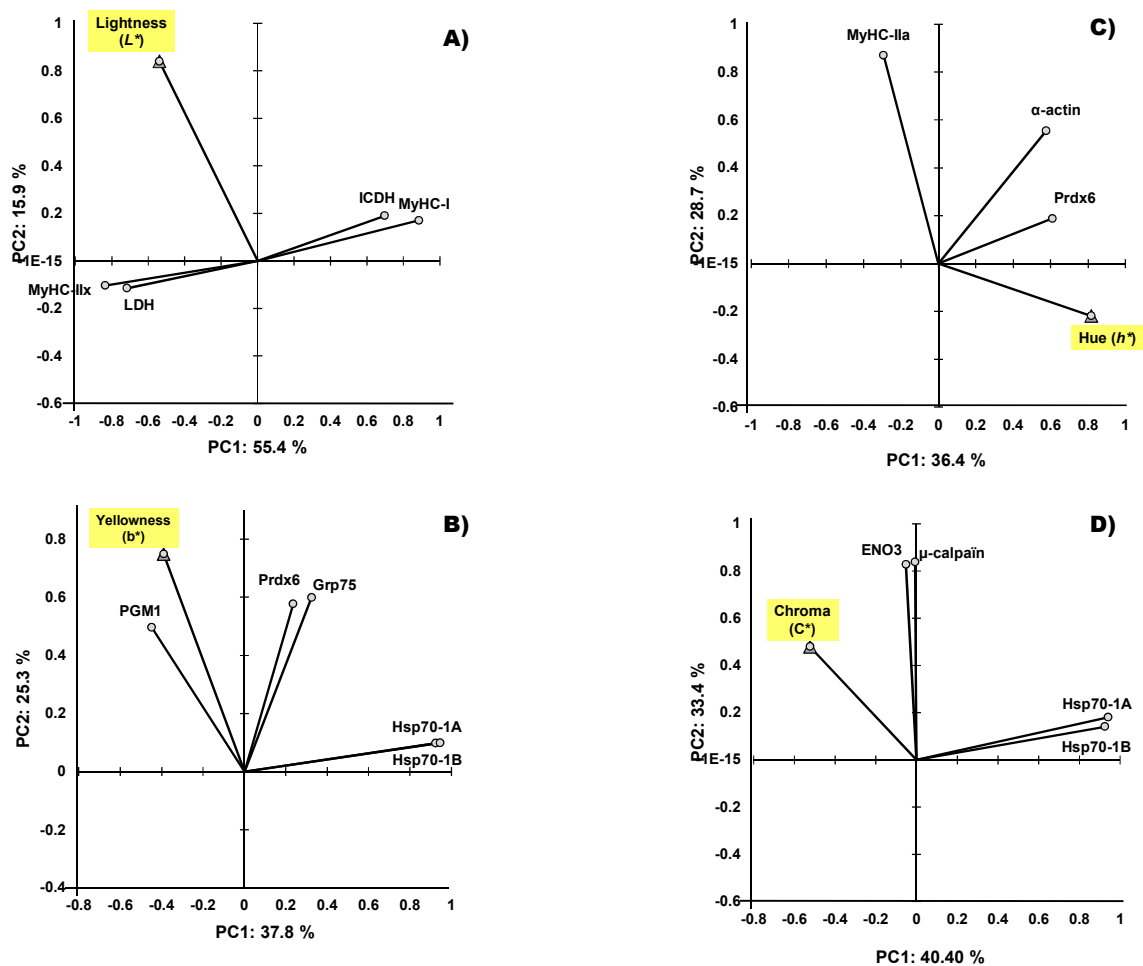 A)
Lightness
(L*)
ICDH
MyHC-I
MyHC-IIx
LDH
1
0.8
0.6
0.4
0.2
1E-15
-0.2
-0.4
-0.6
-1 -0.8 -0.6 -0.4 -0.2 0 0.2 0.4 0.6 0.8 1
PC2: 15.9 %
PC1: 55.4 %
C)
MyHC-IIa
α-actin
Prdx6
Hue (h*)
1
0.8
0.6
0.4
0.2
-1E-15
-0.2
-0.4
-0.6
-1 -0.8 -0.6 -0.4 -0.2 0 0.2 0.4 0.6 0.8 1
PC2: 28.7 %
PC1: 36.4 %
B)
Yellowness
(b*)
PGM1
Prdx6
Grp75
Hsp70-1A
Hsp70-1B
0.8
0.6
0.4
0.2
0
-0.2
-0.4
-0.8 -0.6 -0.4 -0.2 0 0.2 0.4 0.6 0.8 1
PC2: 25.3 %
PC1: 37.8 %
D)
ENO3
μ-calpaïn
Chroma
(C*)
Hsp70-1A
Hsp70-1B
1
0.8
0.6
0.4
0.2
1E-15
-0.2
-0.4
-0.6
-0.8 -0.6 -0.4 -0.2 0 0.2 0.4 0.6 0.8 1
PC2: 33.4 %
PC1: 40.40 %